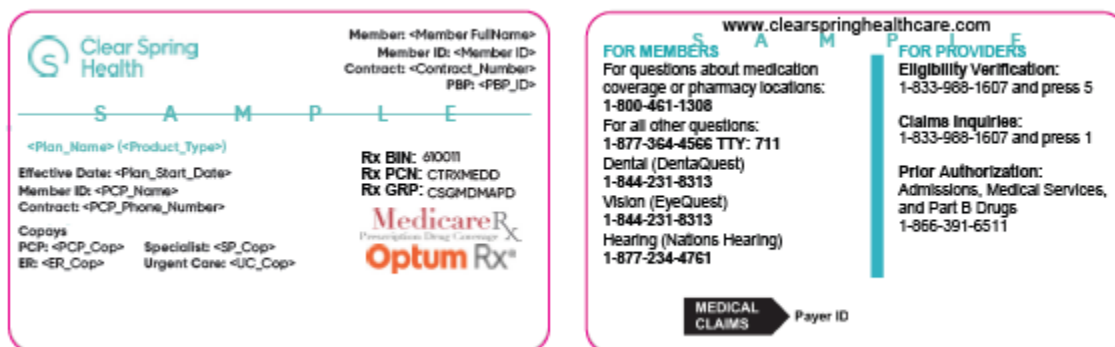 Clear Spring
Health
Member: <Member FullName>
Member ID: <Member ID>
Contract: <Contract_Number>
PBP: <PBP_ID>
S A M P L E
<Plan_Name> (<Product_Type>)
Effective Date: <Plan_Start_Date>
Member ID: <PCP_Name>
Contract: <PCP_Phone_Number>
Copays
PCP: <PCP_Cop> Specialist: <SP_Cop>
ER: <ER_Cop> Urgent Care: <UC_Cop>
Rx BIN: 610011
Rx PCN: CTRXMEDD
Rx GRP: CSGMDMAPD
MedicareRx
Prescription Drug Coverage
Optum Rx®
www.clearspringhealthcare.com
S A M P L E
FOR MEMBERS
For questions about medication
coverage or pharmacy locations:
1-800-461-1308
For all other questions:
1-877-364-4566 TTY: 711
Dental (DentaQuest)
1-844-231-8313
Vision (EyeQuest)
1-844-231-8313
Hearing (Nations Hearing)
1-877-234-4761
FOR PROVIDERS
Eligibility Verification:
1-833-988-1607 and press 5
Claims Inquiries:
1-833-988-1607 and press 1
Prior Authorization:
Admissions, Medical Services,
and Part B Drugs
1-866-391-6511
MEDICAL
CLAIMS
Payer ID